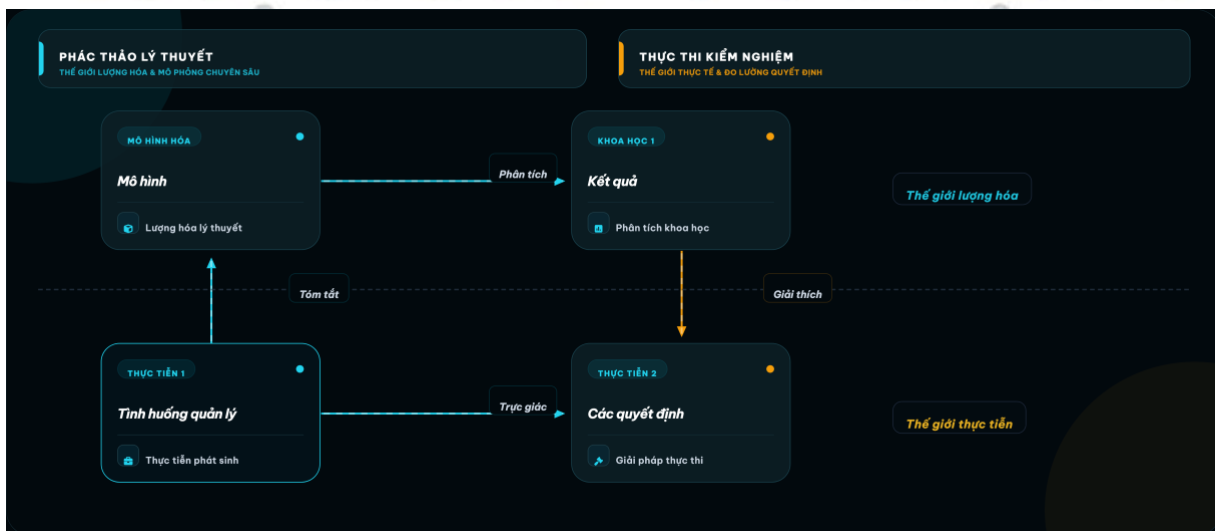 PHÁC THẢO LÝ THUYẾT
THẾ GIỚI LƯỢNG HÓA & MÔ PHỎNG CHUYÊN SÂU
THỰC THI KIỂM NGHIỆM
THẾ GIỚI THỰC TẾ & ĐO LƯỜNG QUYẾT ĐỊNH
MÔ HÌNH HÓA
Mô hình
Lượng hóa lý thuyết
Phân tích
KHOA HỌC 1
Kết quả
Phân tích khoa học
Thế giới lượng hóa
Tóm tắt
Giải thích
THỰC TIỄN 1
Tình huống quản lý
Thực tiễn phát sinh
Trực giác
THỰC TIỄN 2
Các quyết định
Giải pháp thực thi
Thế giới thực tiễn